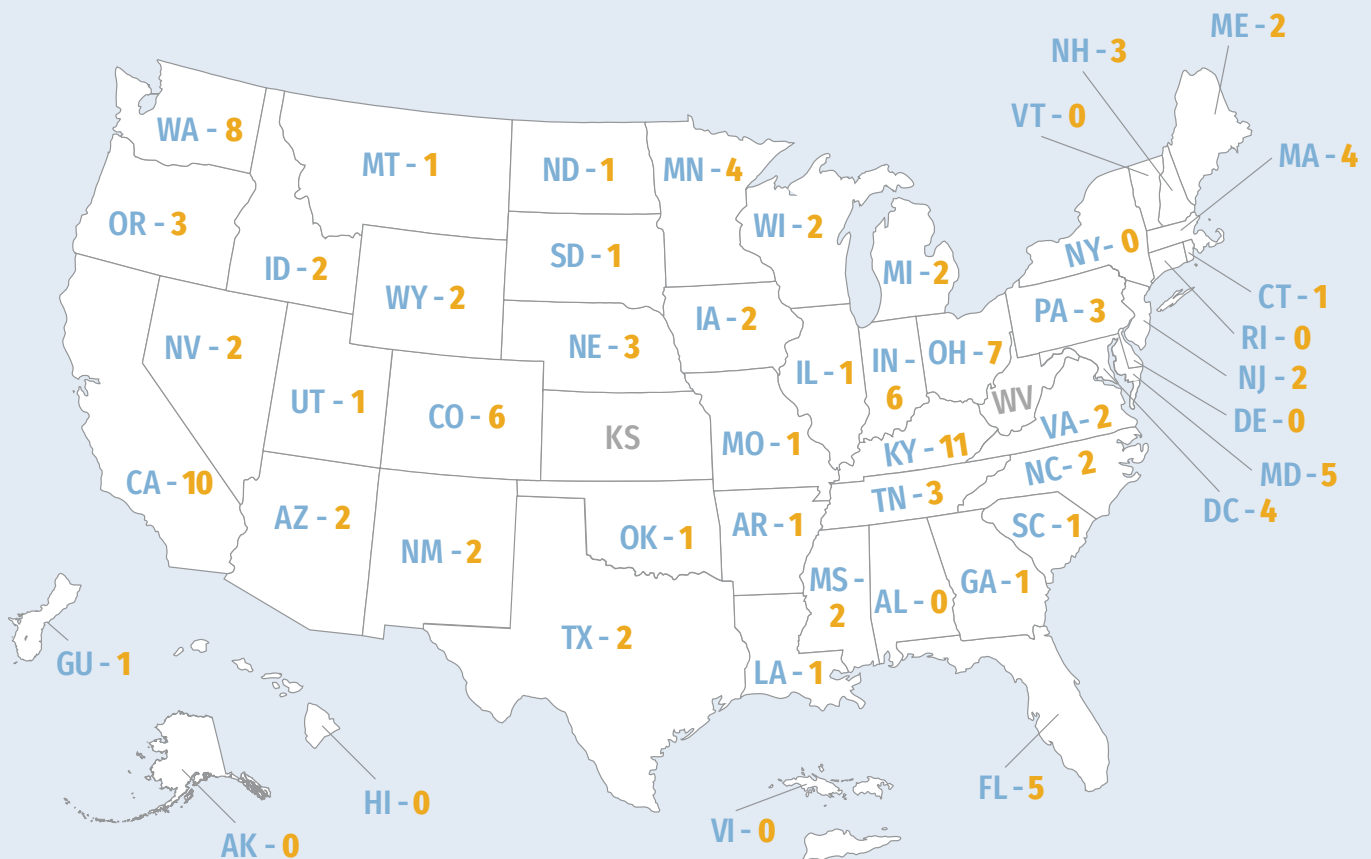 ME - 2
NH - 3
VT - 0
MA - 4
WA - 8
MT - 1
ND - 1
MN - 4
OR - 3
ID - 2
WY - 2
SD - 1
WI - 2
MI - 2
NY - 0
CT - 1
RI - 0
NJ - 2
DE - 0
MD - 5
DC - 4
PA - 3
NV - 2
UT - 1
CO - 6
NE - 3
IA - 2
IL - 1
IN -
6
OH - 7
WV
VA - 2
KS
MO - 1
KY - 11
CA - 10
AZ - 2
NM - 2
OK - 1
AR - 1
TN - 3
NC - 2
SC - 1
MS -
2
AL - 0
GA - 1
TX - 2
LA - 1
GU - 1
FL - 5
HI - 0
AK - 0
VI - 0